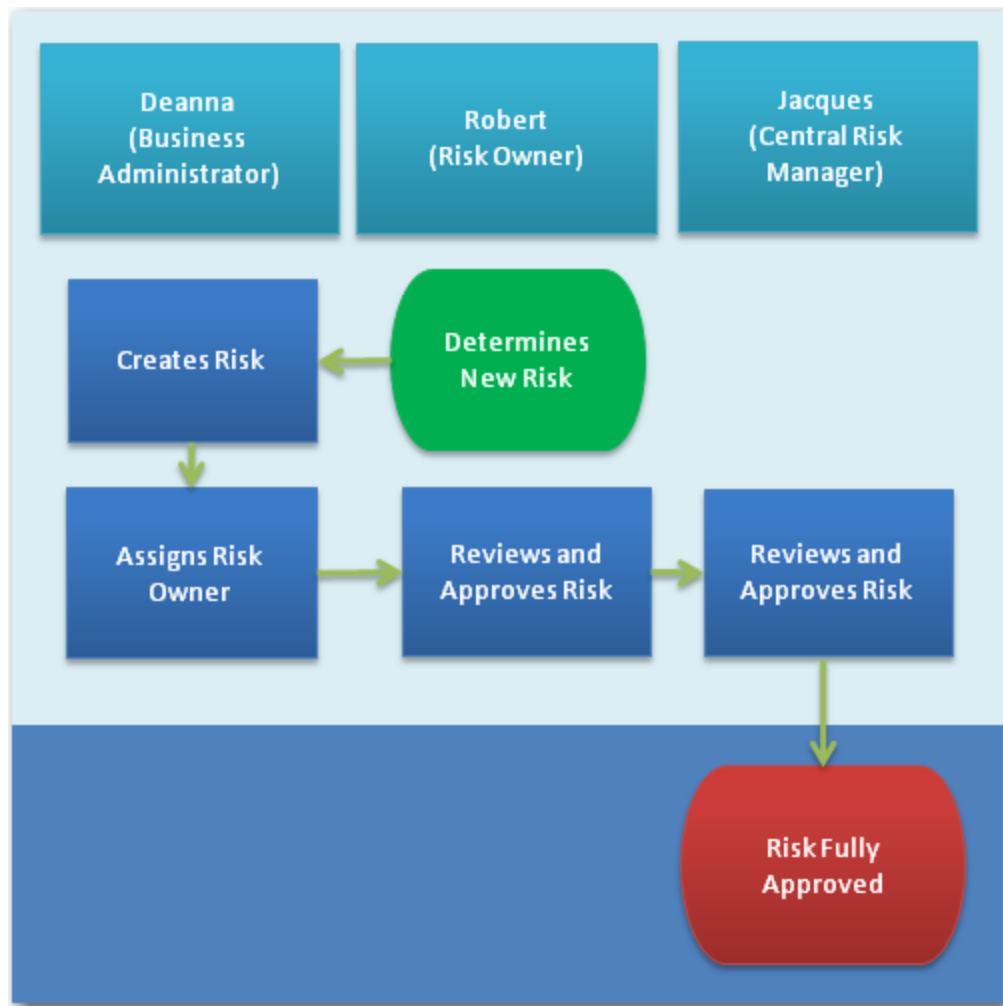 Deanna
(Business
Administrator)
Robert
(Risk Owner)
Jacques
(Central Risk
Manager)
Creates Risk
Determines
New Risk
Assigns Risk
Owner
Reviews and
Approves Risk
Reviews and
Approves Risk
Risk Fully
Approved